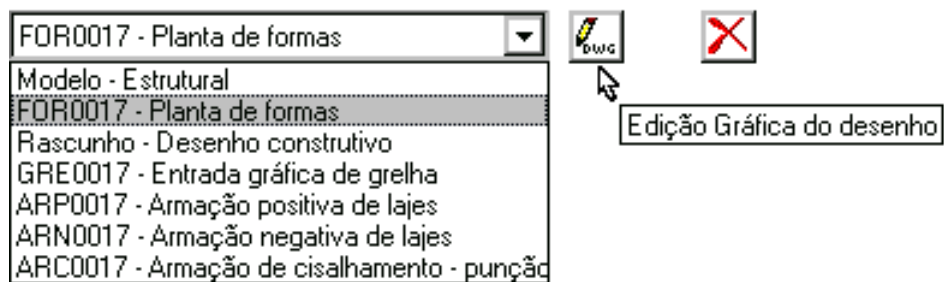 FOR0017 - Planta de formas
DWG
Modelo - Estrutural
FOR0017 - Planta de formas
Edição Gráfica do desenho
Rascunho - Desenho construtivo
GRE0017 - Entrada gráfica de grelha
ARP0017 - Armação positiva de lajes
ARN0017 - Armação negativa de lajes
ARC0017 - Armação de cisalhamento - punção